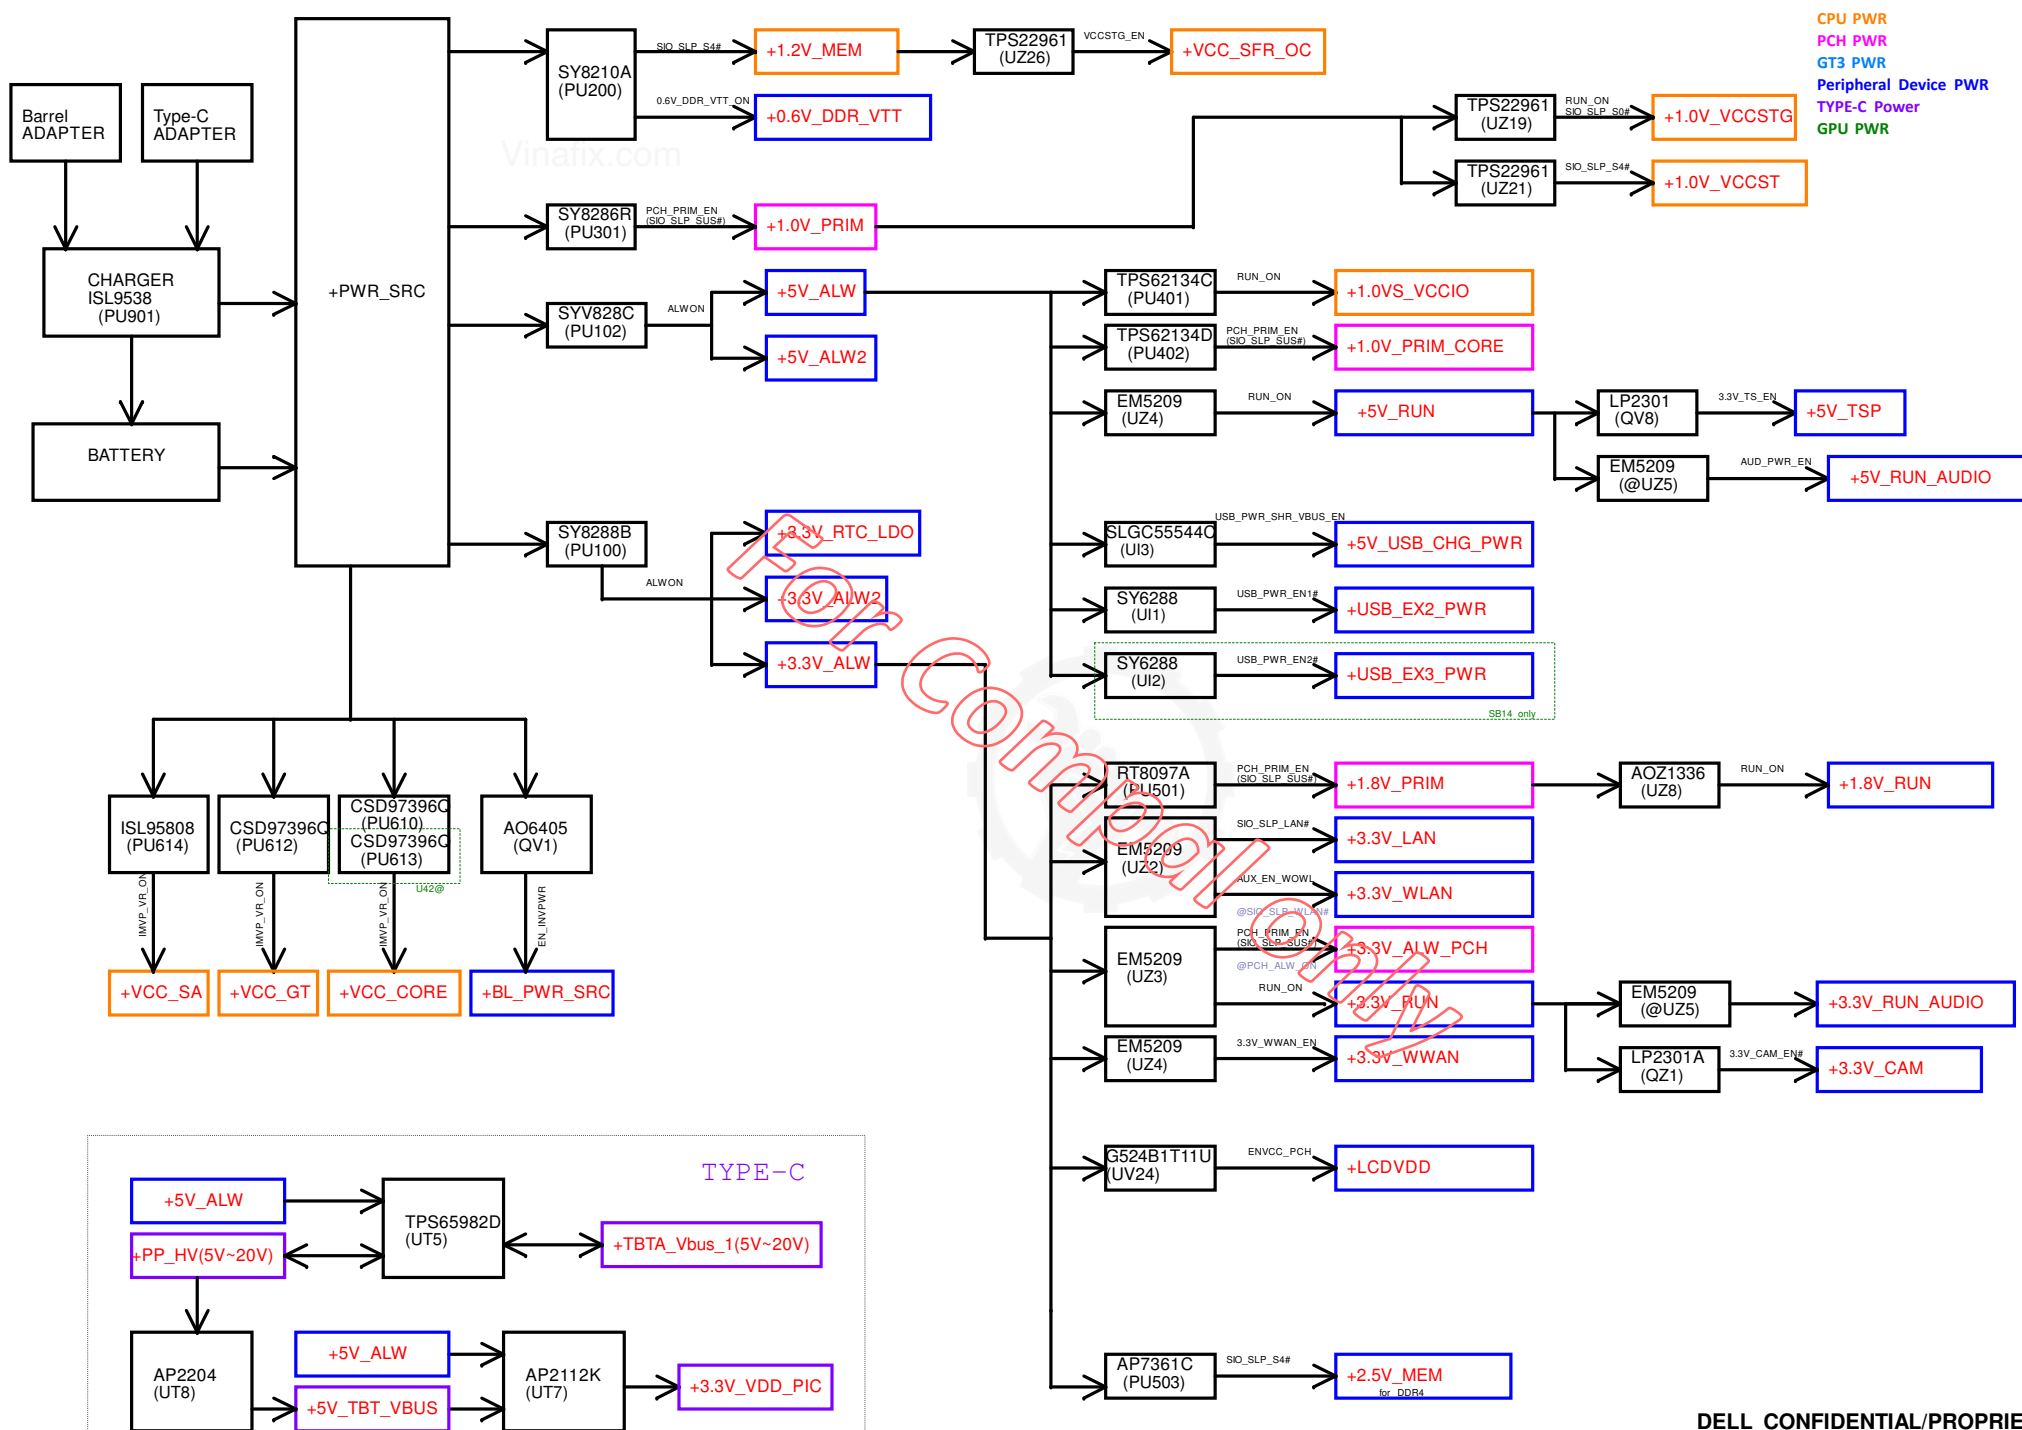 CPU PWR
PCH PWR
GT3 PWR
Peripheral Device PWR
TYPE-C Power
GPU PWR
Barrel
ADAPTER
Type-C
ADAPTER
CHARGER
ISL9538
(PU901)
BATTERY
+PWR_SRC
SY8210A
(PU200)
SIO_SLP_S4#
+1.2V_MEM
TPS22961
(UZ26)
VCCSTG_EN
+VCC_SFR_OC
0.6V_DDR_VTT_ON
+0.6V_DDR_VTT
Vinafix.com
TPS22961
(UZ19)
RUN_ON
SIO_SLP_S0#
+1.0V_VCCSTG
TPS22961
(UZ21)
SIO_SLP_S4#
+1.0V_VCCST
SY8286R
(PU301)
PCH_PRIM_EN
(SIO_SLP_SUS#)
+1.0V_PRIM
SYV828C
(PU102)
ALWON
+5V_ALW
+5V_ALW2
TPS62134C
(PU401)
RUN_ON
+1.0VS_VCCIO
TPS62134D
(PU402)
PCH_PRIM_EN
(SIO_SLP_SUS#)
+1.0V_PRIM_CORE
EM5209
(UZ4)
RUN_ON
+5V_RUN
LP2301
(QV8)
3.3V_TS_EN
+5V_TSP
EM5209
(@UZ5)
AUD_PWR_EN
+5V_RUN_AUDIO
SY8288B
(PU100)
ALWON
+3.3V_RTC_LDO
+3.3V_ALW2
+3.3V_ALW
SLGC55544C
(UI3)
USB_PWR_SHR_VBUS_EN
+5V_USB_CHG_PWR
SY6288
(UI1)
USB_PWR_EN1#
+USB_EX2_PWR
SY6288
(UI2)
USB_PWR_EN2#
+USB_EX3_PWR
SB14 only
For Compal only
RT8097A
(PU501)
PCH_PRIM_EN
(SIO_SLP_SUS#)
+1.8V_PRIM
AOZ1336
(UZ8)
RUN_ON
+1.8V_RUN
EM5209
(UZ2)
SIO_SLP_LAN#
+3.3V_LAN
AUX_EN_WOWL
+3.3V_WLAN
@SIO_SLP_WLAN#
EM5209
(UZ3)
PCH_PRIM_EN
(SIO_SLP_SUS#)
+3.3V_ALW_PCH
@PCH_ALW_ON
RUN_ON
+3.3V_RUN
EM5209
(@UZ5)
+3.3V_RUN_AUDIO
LP2301A
(QZ1)
3.3V_CAM_EN#
+3.3V_CAM
EM5209
(UZ4)
3.3V_WWAN_EN
+3.3V_WWAN
G524B1T11U
(UV24)
ENVCC_PCH
+LCDVDD
AP7361C
(PU503)
SIO_SLP_S4#
+2.5V_MEM
for DDR4
ISL95808
(PU614)
IMVP_VR_ON
+VCC_SA
CSD97396Q
(PU612)
IMVP_VR_ON
+VCC_GT
CSD97396Q
(PU610)
CSD97396Q
(PU613)
U42@
IMVP_VR_ON
+VCC_CORE
AO6405
(QV1)
EN_INVPWR
+BL_PWR_SRC
TYPE-C
+5V_ALW
+PP_HV(5V~20V)
TPS65982D
(UT5)
+TBTA_Vbus_1(5V~20V)
AP2204
(UT8)
+5V_ALW
+5V_TBT_VBUS
AP2112K
(UT7)
+3.3V_VDD_PIC
DELL CONFIDENTIAL/PROPRIE